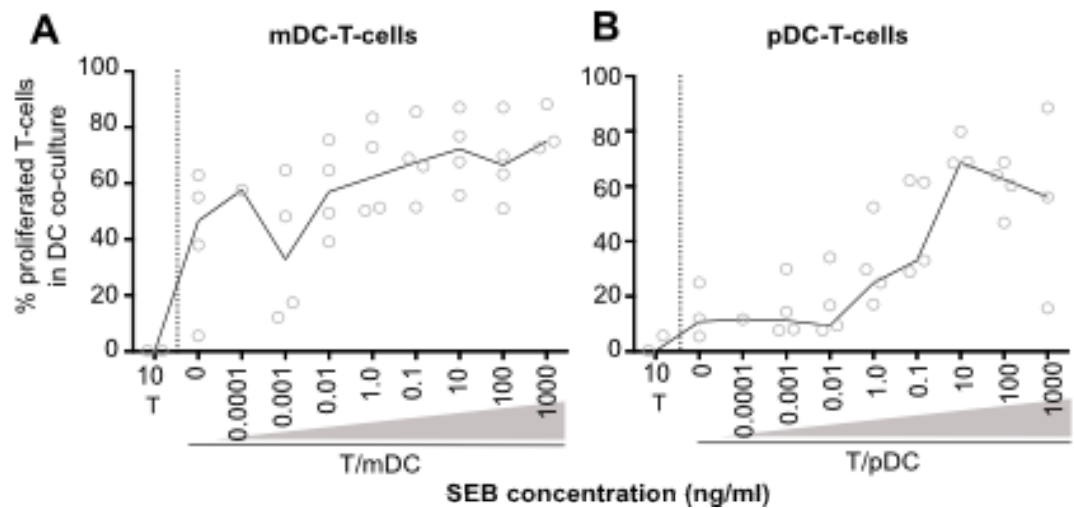 A
mDC-T-cells
% proliferated T-cells
in DC co-culture
100
80
60
40
20
0
10
T
0
0.0001
0.001
0.01
1.0
0.1
10
100
1000
T/mDC
B
pDC-T-cells
100
80
60
40
20
0
10
T
0
0.0001
0.001
0.01
1.0
0.1
10
100
1000
T/pDC
SEB concentration (ng/ml)